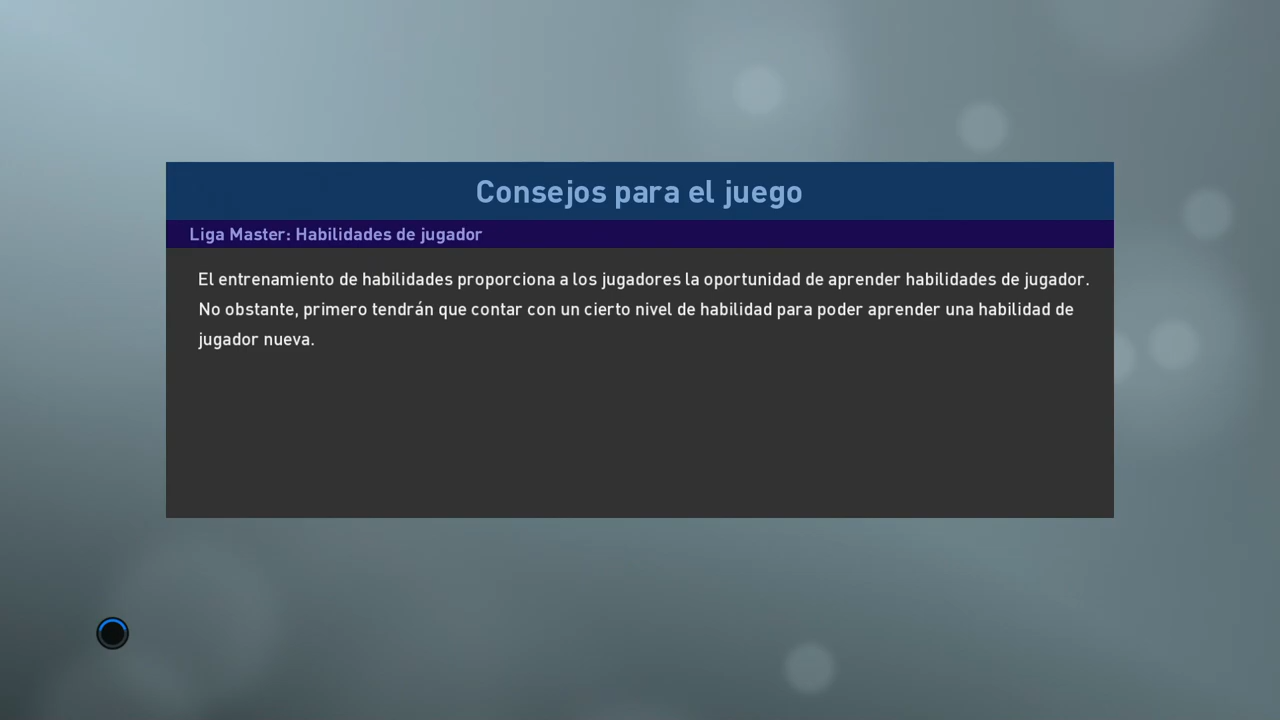 Consejos para el juego
Liga Master: Habilidades de jugador
El entrenamiento de habilidades proporciona a los jugadores la oportunidad de aprender habilidades de jugador.
No obstante, primero tendrán que contar con un cierto nivel de habilidad para poder aprender una habilidad de
jugador nueva.